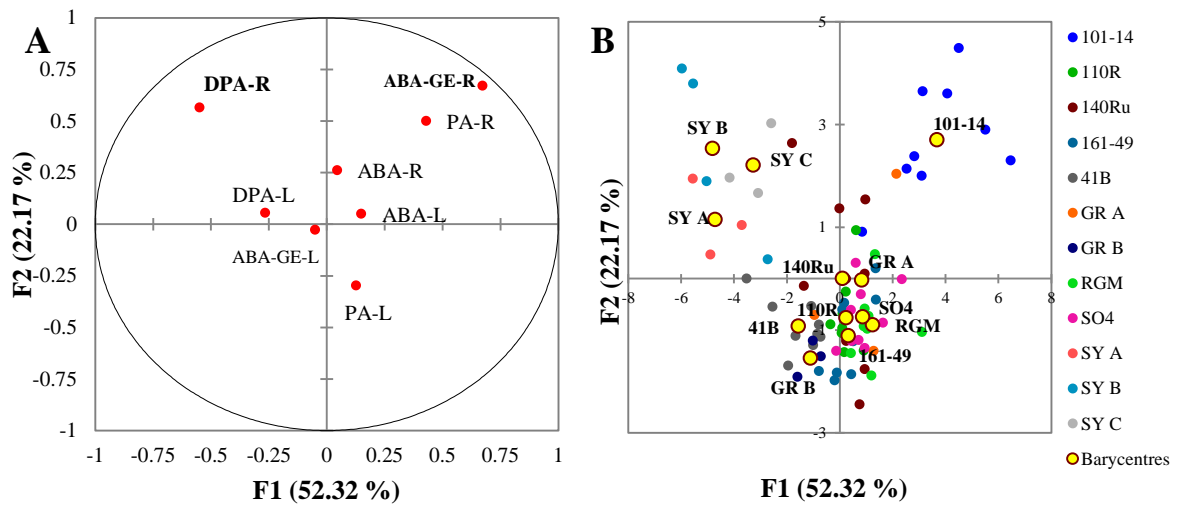 A
F2 (22.17 %)
1
0.75
0.5
0.25
0
-0.25
-0.5
-0.75
-1
DPA-R
ABA-GE-R
PA-R
ABA-R
DPA-L
ABA-L
ABA-GE-L
PA-L
-1 -0.75 -0.5 -0.25 0 0.25 0.5 0.75 1
F1 (52.32 %)
B
F2 (22.17 %)
5
3
1
-1
-3
-8 -6 -4 -2 0 2 4 6 8
SY B
SY C
101-14
SY A
140Ru
GR A
110R
SO4
41B
RGM
161-49
GR B
F1 (52.32 %)
101-14
110R
140Ru
161-49
41B
GR A
GR B
RGM
SO4
SY A
SY B
SY C
Barycentres